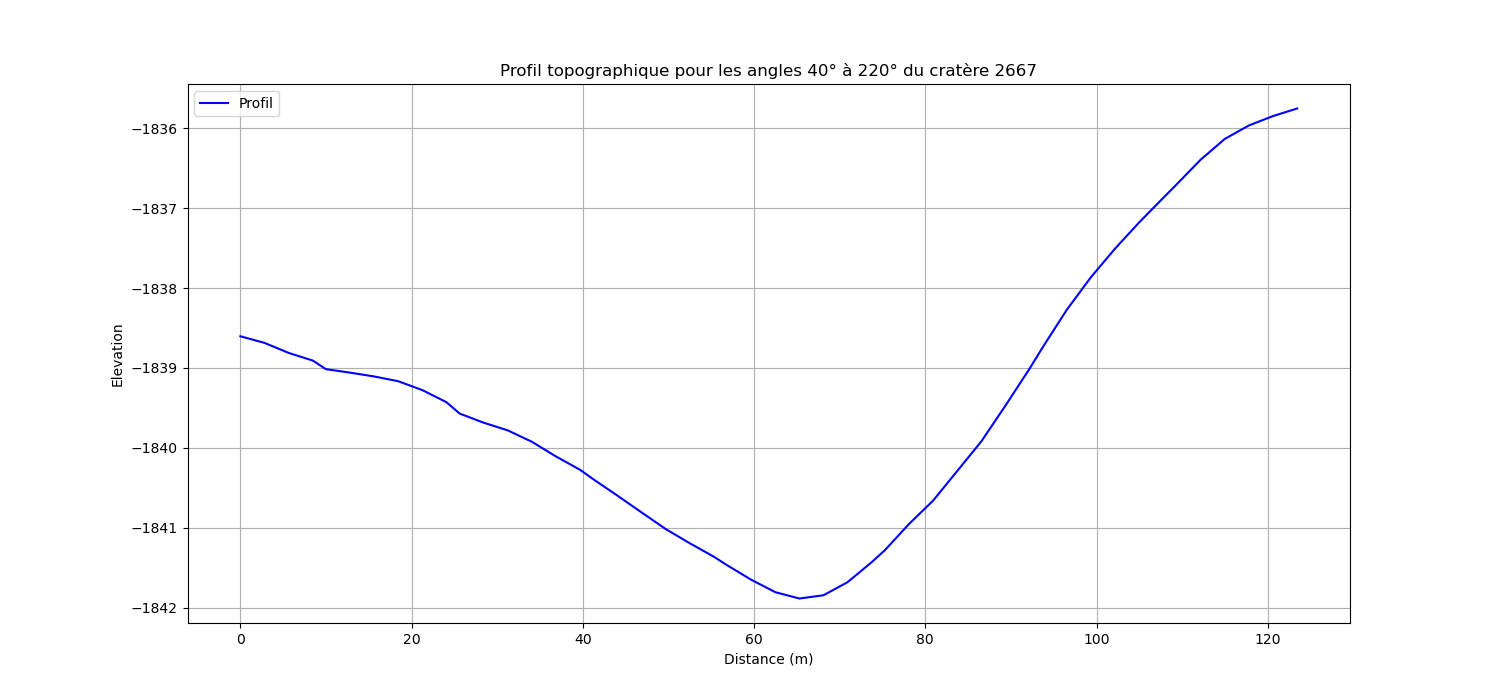 Profil topographique pour les angles 40° à 220° du cratère 2667
Profil
Elevation
−1836
−1837
−1838
−1839
−1840
−1841
−1842
0 20 40 60 80 100 120
Distance (m)